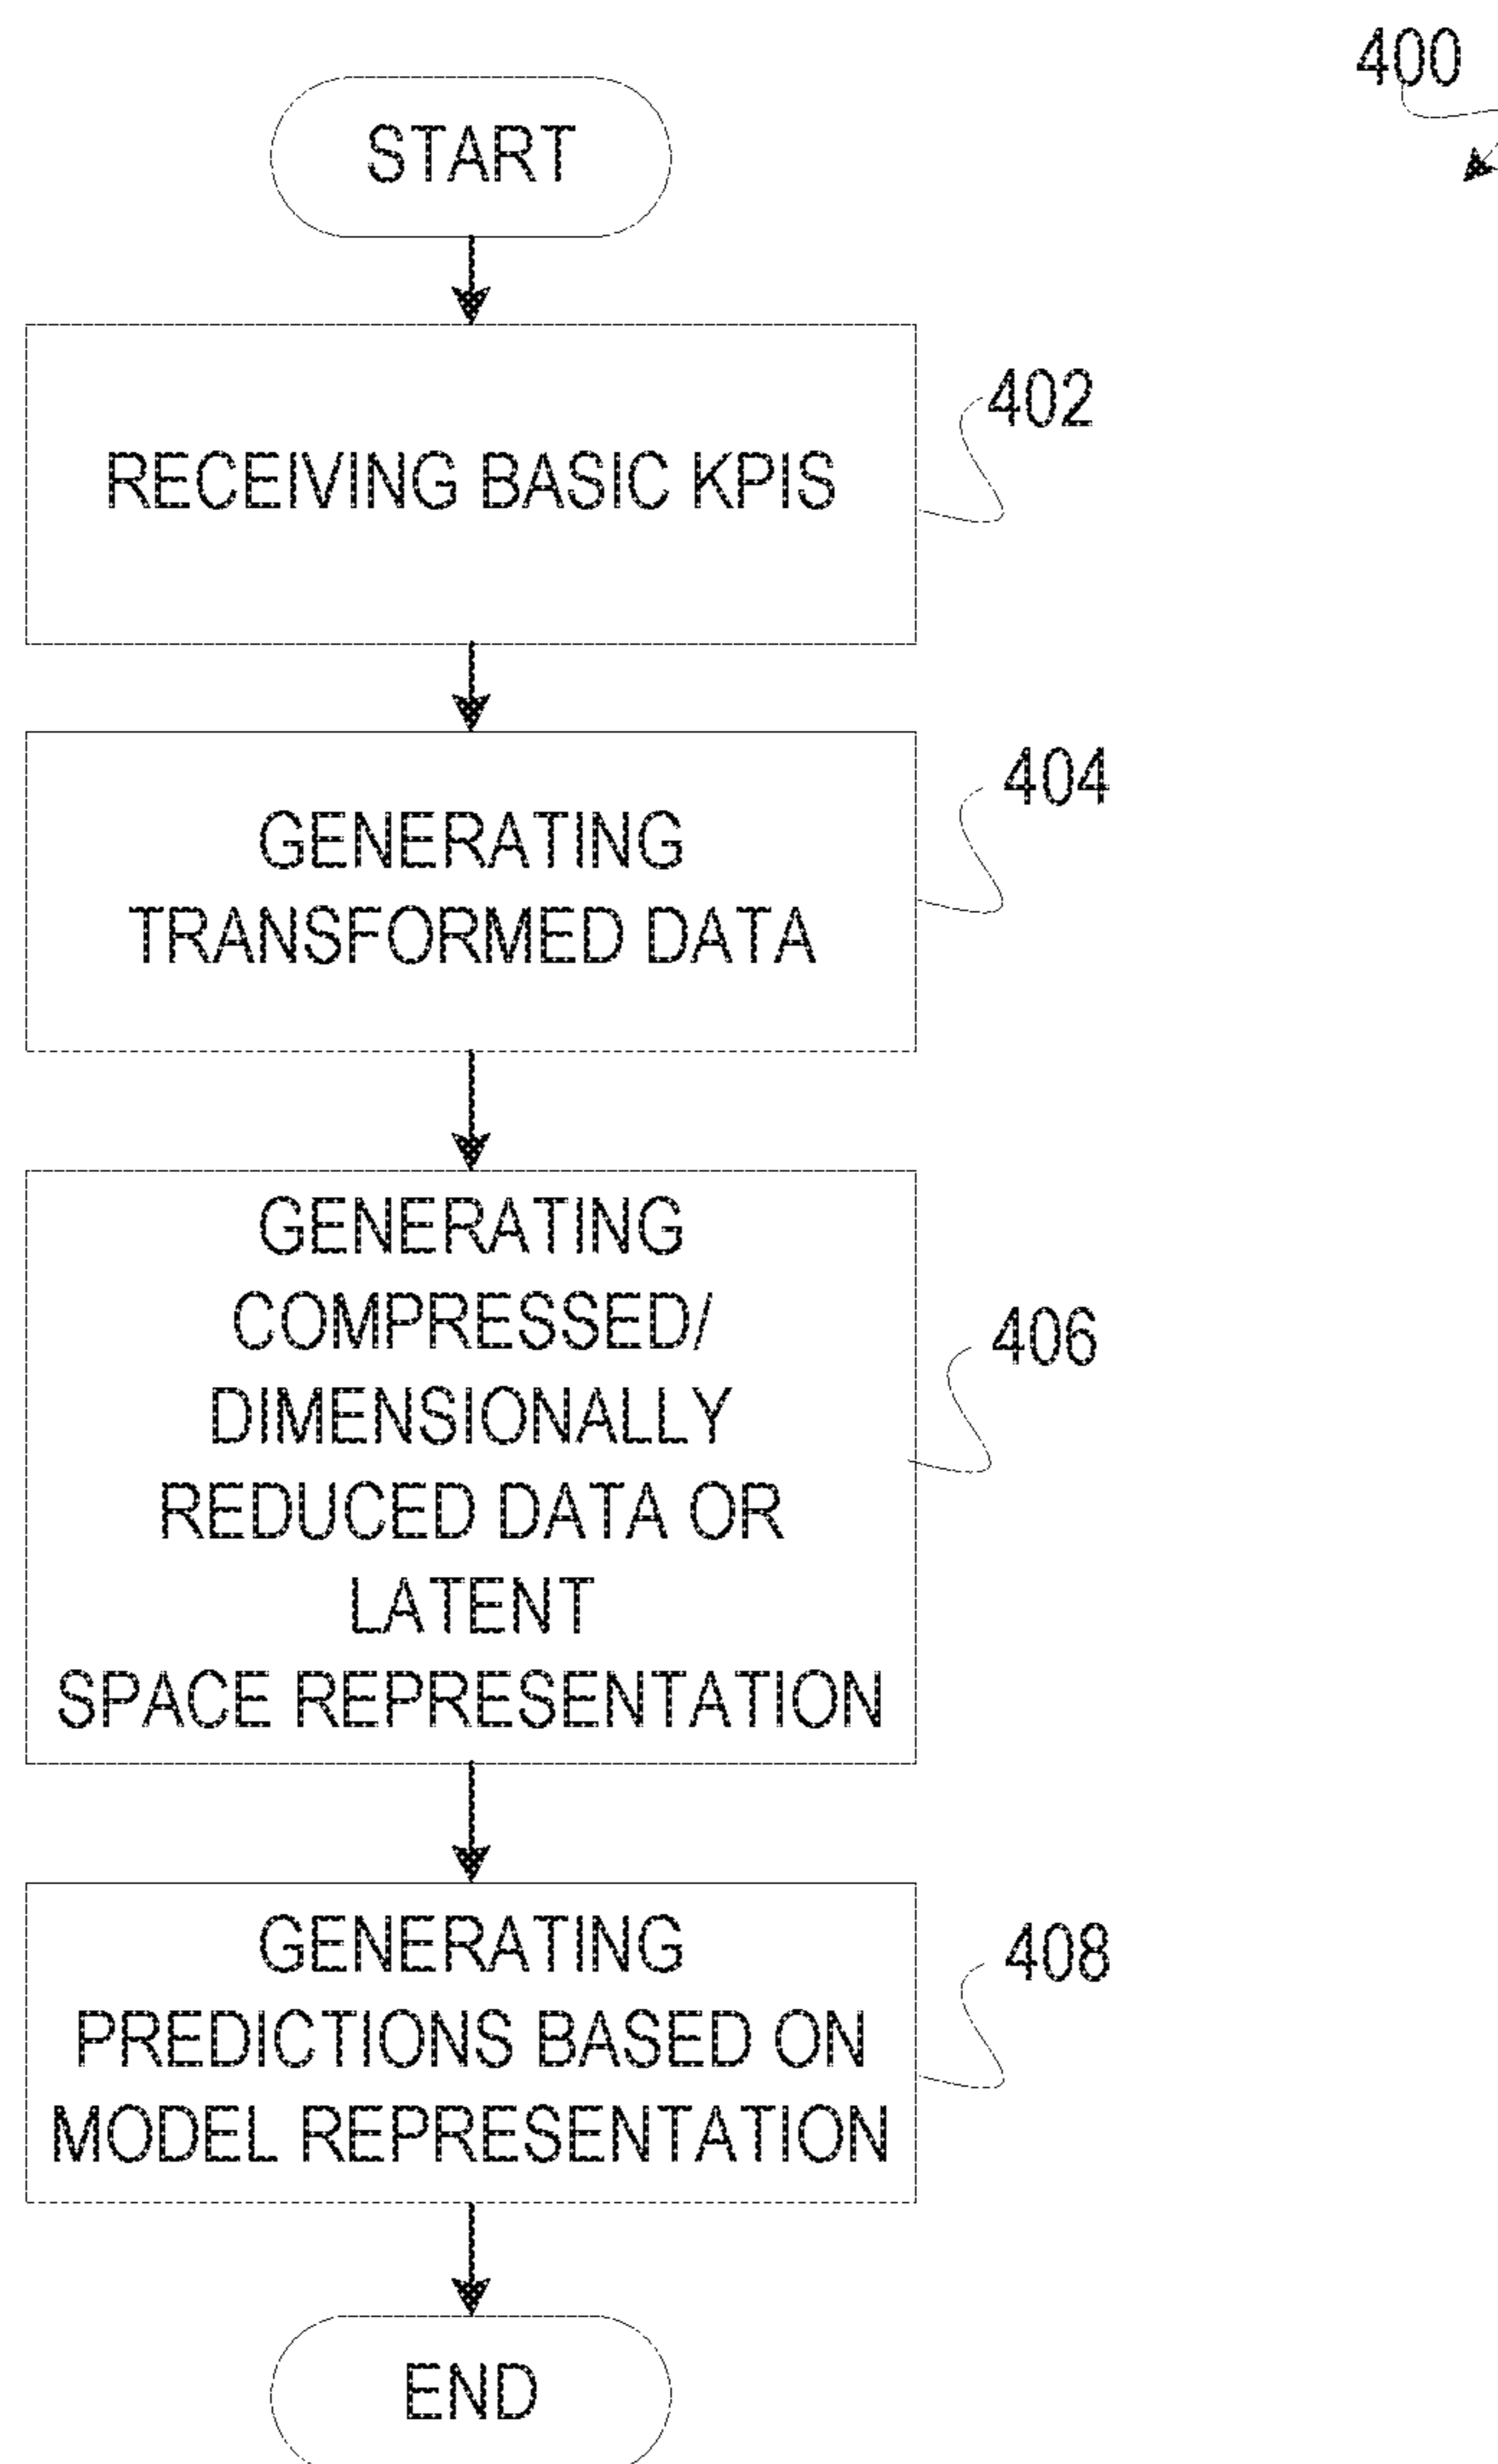 400
START
RECEIVING BASIC KPIS
402
GENERATING
TRANSFORMED DATA
404
GENERATING
COMPRESSED/
DIMENSIONALLY
REDUCED DATA OR
LATENT
SPACE REPRESENTATION
406
GENERATING
PREDICTIONS BASED ON
MODEL REPRESENTATION
408
END